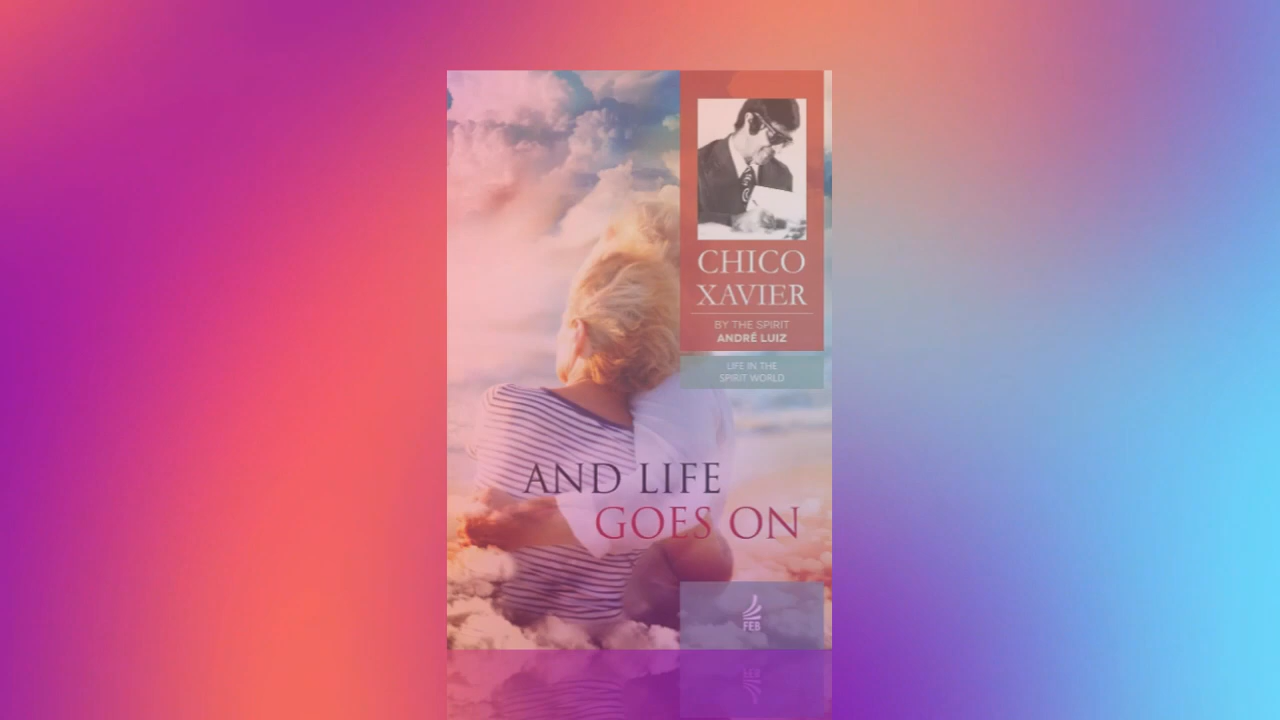 CHICO
XAVIER
BY THE SPIRIT
ANDRÉ LUIZ
LIFE IN THE
SPIRIT WORLD
AND LIFE
GOES ON
FEB